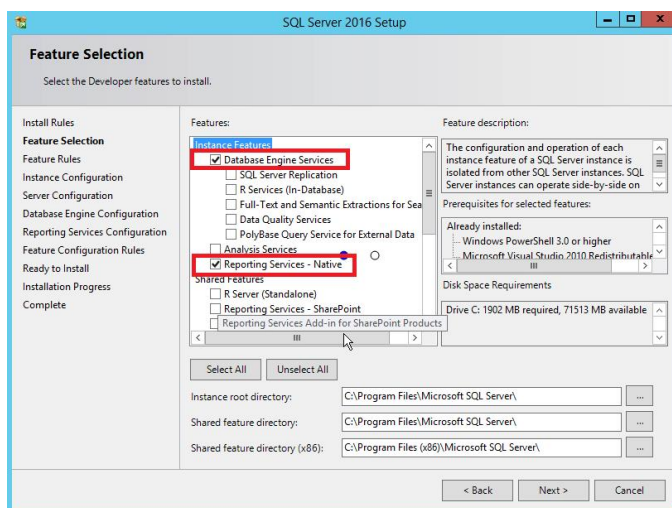 SQL Server 2016 Setup
Feature Selection
Select the Developer features to install.
Install Rules
Feature Selection
Feature Rules
Instance Configuration
Server Configuration
Database Engine Configuration
Reporting Services Configuration
Feature Configuration Rules
Ready to Install
Installation Progress
Complete
Features:
Instance Features
Database Engine Services
SQL Server Replication
R Services (In-Database)
Full-Text and Semantic Extractions for Sea
Data Quality Services
PolyBase Query Service for External Data
Analysis Services
Reporting Services - Native
Shared Features
R Server (Standalone)
Reporting Services - SharePoint
Reporting Services Add-in for SharePoint Products
Select All
Unselect All
Feature description:
The configuration and operation of each
instance feature of a SQL Server instance is
isolated from other SQL Server instances. SQL
Server instances can operate side-by-side on
Prerequisites for selected features:
Already installed:
Windows PowerShell 3.0 or higher
Microsoft Visual Studio 2010 Redistributable
Disk Space Requirements
Drive C: 1902 MB required, 71513 MB available
Instance root directory:
C:\Program Files\Microsoft SQL Server\
...
Shared feature directory:
C:\Program Files\Microsoft SQL Server\
...
Shared feature directory (x86):
C:\Program Files (x86)\Microsoft SQL Server\
...
< Back
Next >
Cancel